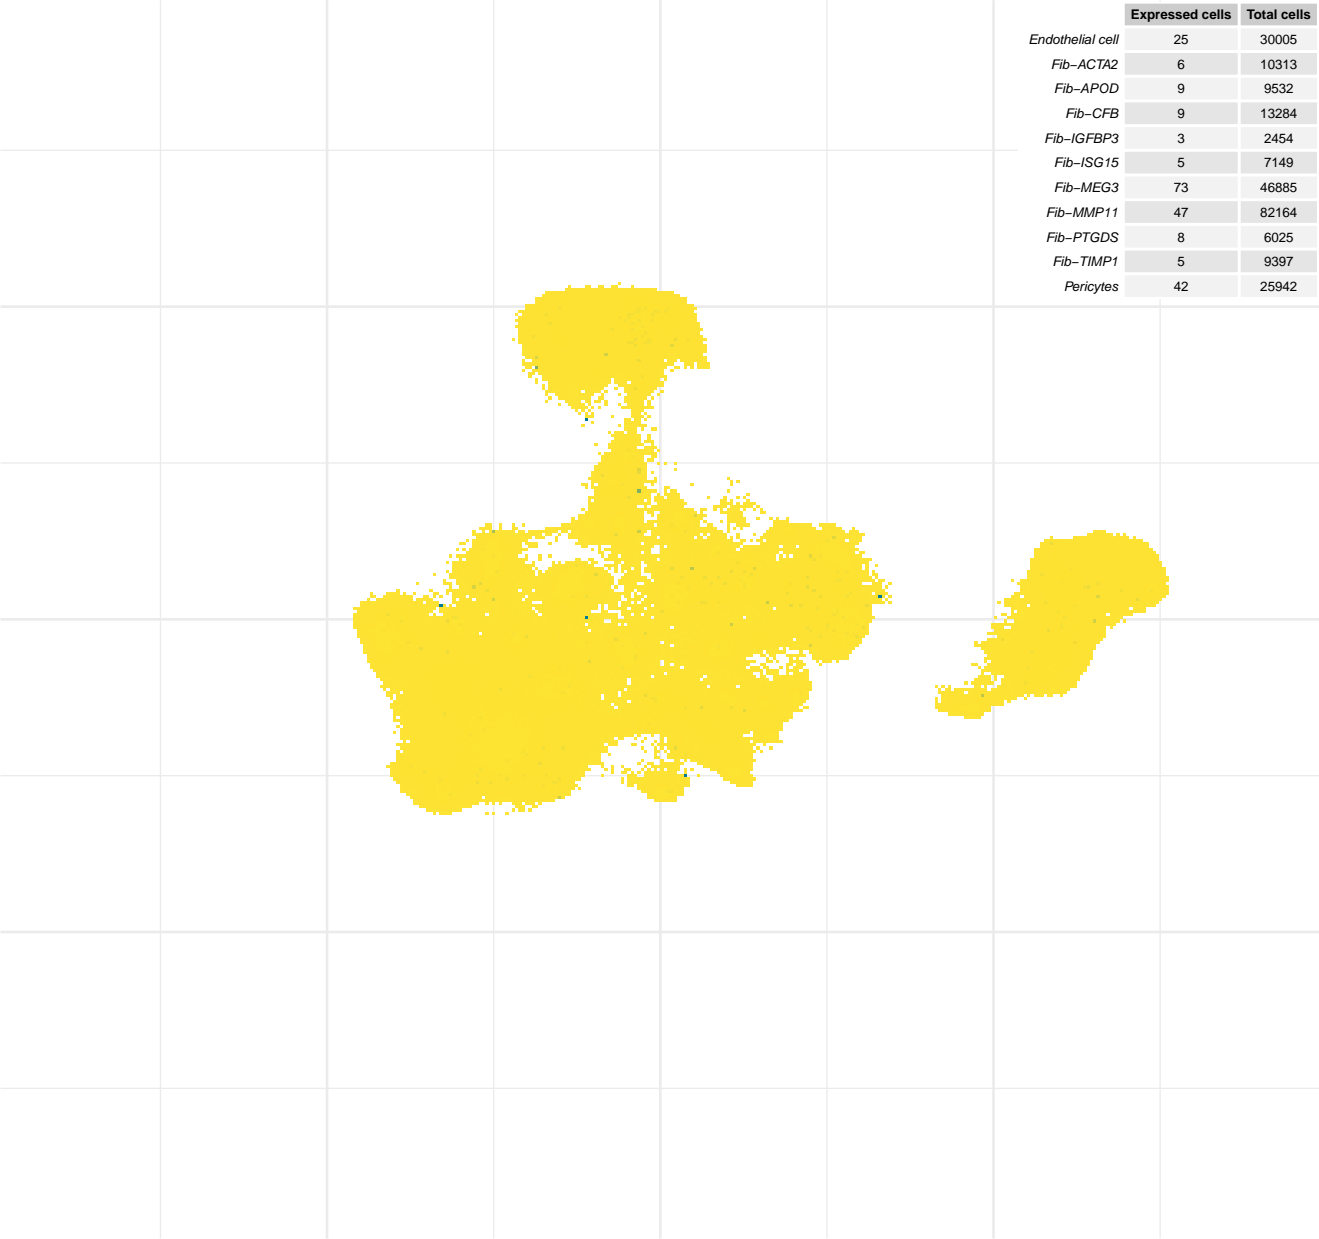 Expressed cells Total cells
Endothelial cell 25 30005
Fib−ACTA2 6 10313
Fib−APOD 9 9532
Fib−CFB 9 13284
Fib−IGFBP3 3 2454
Fib−ISG15 5 7149
Fib−MEG3 73 46885
Fib−MMP11 47 82164
Fib−PTGDS 8 6025
Fib−TIMP1 5 9397
Pericytes 42 25942